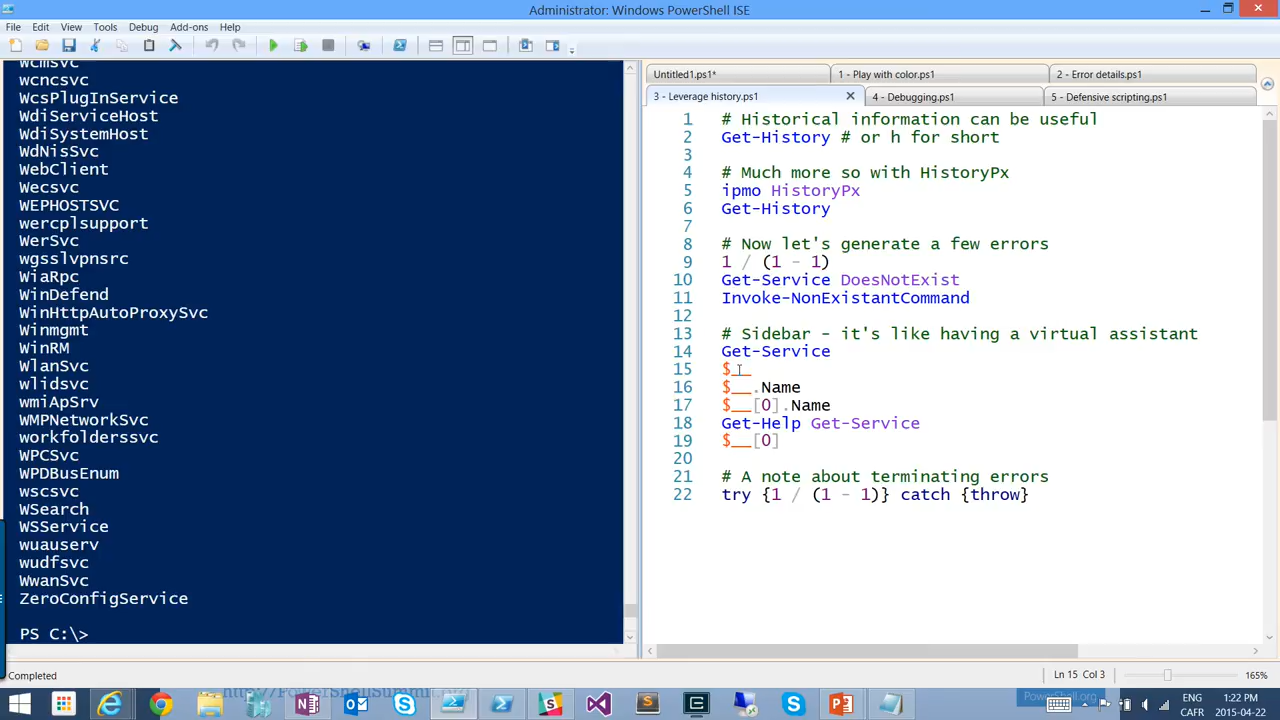 Administrator: Windows PowerShell ISE
File Edit View Tools Debug Add-ons Help
wcmsvc
wcncsvc
WcsPlugInService
WdiServiceHost
WdiSystemHost
WdNisSvc
WebClient
Wecsvc
WEPHOSTSVC
wercplsupport
WerSvc
wgsslvpnsrc
WiaRpc
WinDefend
WinHttpAutoProxySvc
Winmgmt
WinRM
WlanSvc
wlidsvc
wmiApSrv
WMPNetworkSvc
workfolderssvc
WPCSvc
WPDBusEnum
wscsvc
WSearch
WSService
wuauserv
wudfsvc
WwanSvc
ZeroConfigService
PS C:\>
Untitled1.ps1* 1 - Play with color.ps1 2 - Error details.ps1
3 - Leverage history.ps1 4 - Debugging.ps1 5 - Defensive scripting.ps1
1 # Historical information can be useful
2 Get-History # or h for short
3
4 # Much more so with HistoryPx
5 ipmo HistoryPx
6 Get-History
7
8 # Now let's generate a few errors
9 1 / (1 - 1)
10 Get-Service DoesNotExist
11 Invoke-NonExistantCommand
12
13 # Sidebar - it's like having a virtual assistant
14 Get-Service
15 $__
16 $__.Name
17 $__[0].Name
18 Get-Help Get-Service
19 $__[0]
20
21 # A note about terminating errors
22 try {1 / (1 - 1)} catch {throw}
Completed Ln 15 Col 3 165%
PowerShell.org
ENG 1:22 PM
CAFR 2015-04-22